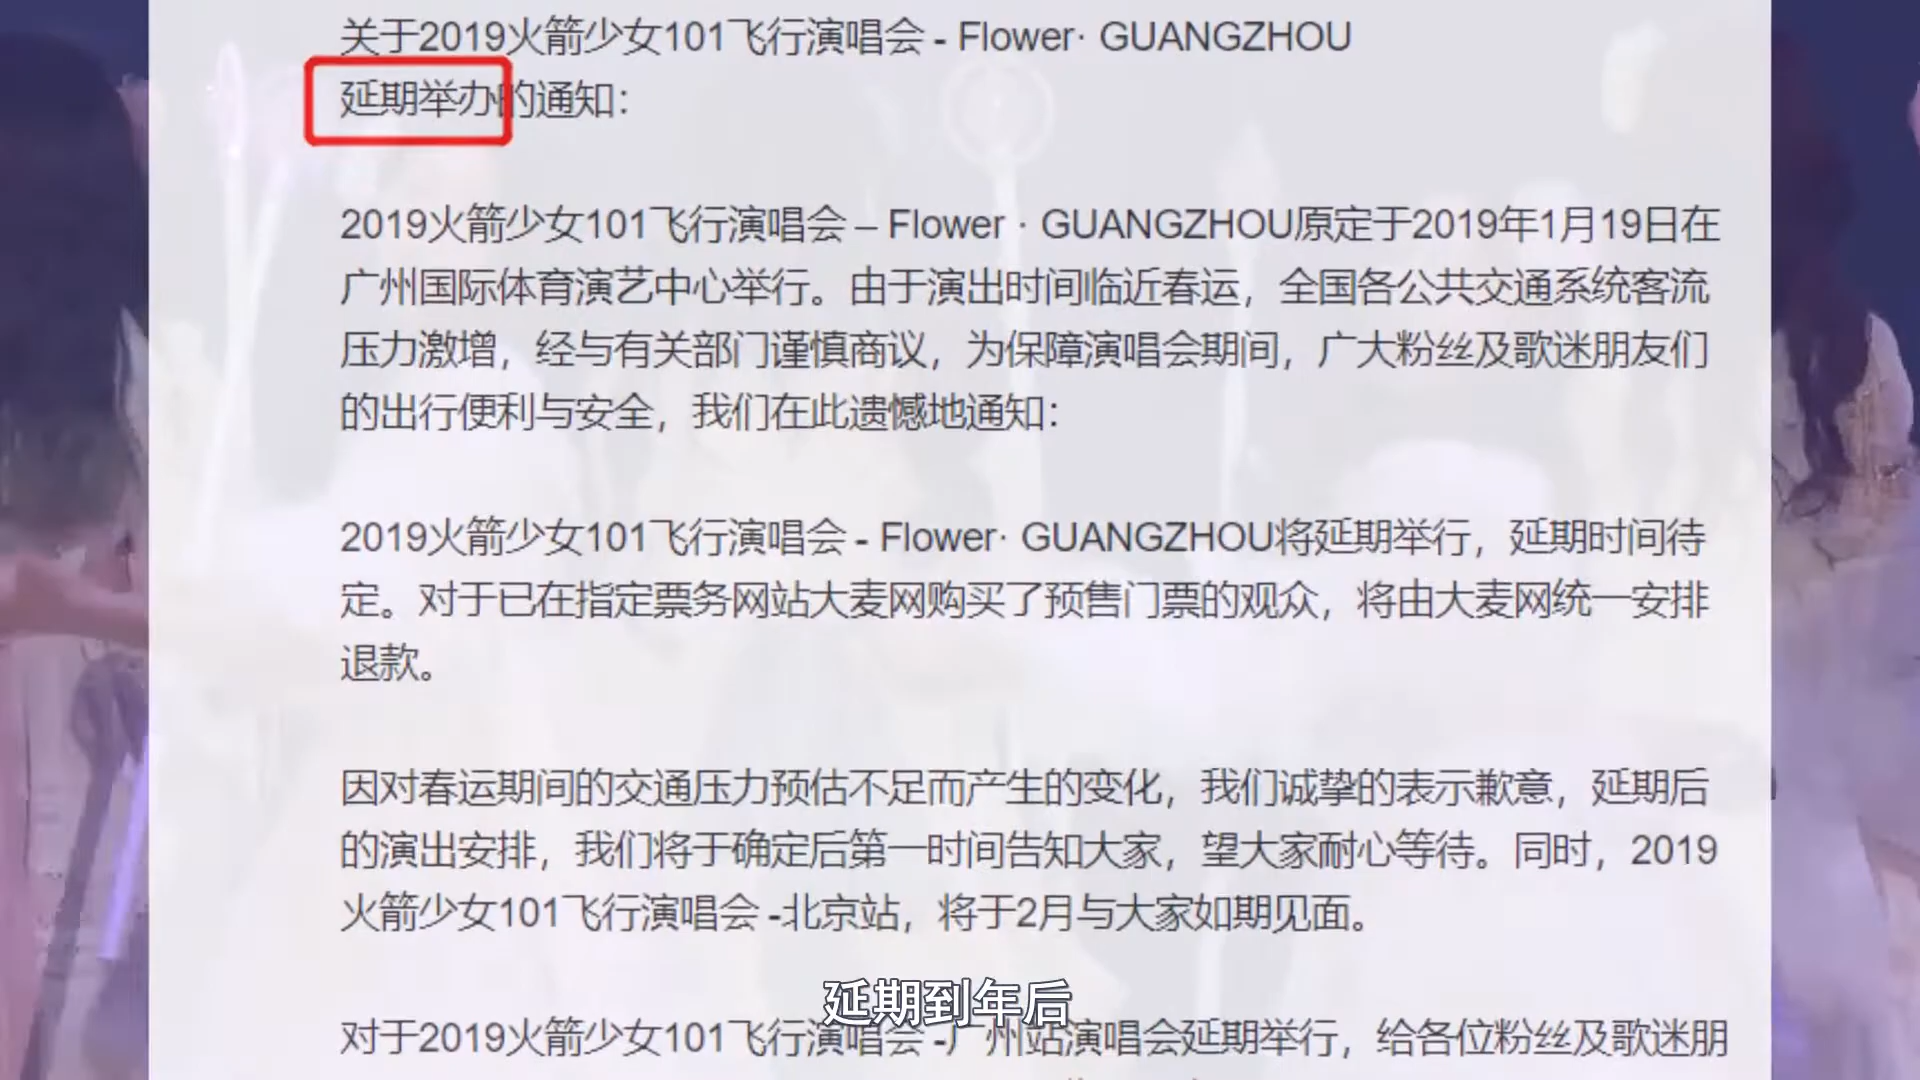 关于2019火箭少女101飞行演唱会 - Flower· GUANGZHOU
延期举办的通知：
2019火箭少女101飞行演唱会 – Flower · GUANGZHOU原定于2019年1月19日在
广州国际体育演艺中心举行。由于演出时间临近春运，全国各公共交通系统客流
压力激增，经与有关部门谨慎商议，为保障演唱会期间，广大粉丝及歌迷朋友们
的出行便利与安全，我们在此遗憾地通知：
2019火箭少女101飞行演唱会 - Flower· GUANGZHOU将延期举行，延期时间待
定。对于已在指定票务网站大麦网购买了预售门票的观众，将由大麦网统一安排
退款。
因对春运期间的交通压力预估不足而产生的变化，我们诚挚的表示歉意，延期后
的演出安排，我们将于确定后第一时间告知大家，望大家耐心等待。同时，2019
火箭少女101飞行演唱会 -北京站，将于2月与大家如期见面。
延期到年后
对于2019火箭少女101飞行演唱会 -广州站演唱会延期举行，给各位粉丝及歌迷朋